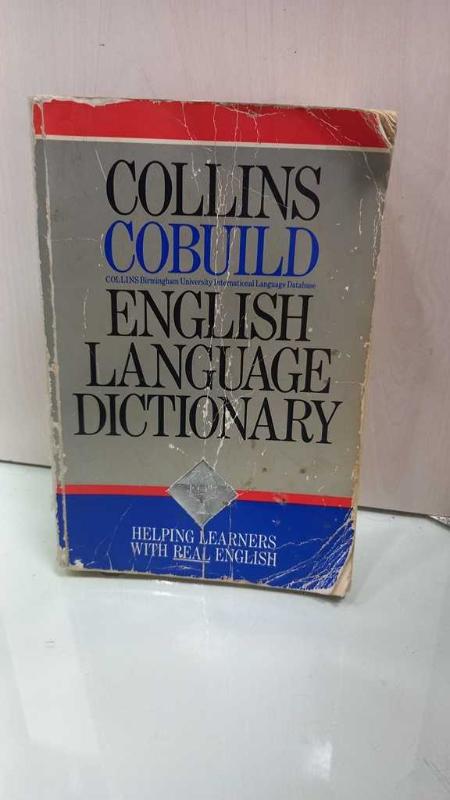 COLLINS
COBUILD
COLLINS Birmingham University International Language Database
ENGLISH
LANGUAGE
DICTIONARY
HELPING LEARNERS
WITH REAL ENGLISH